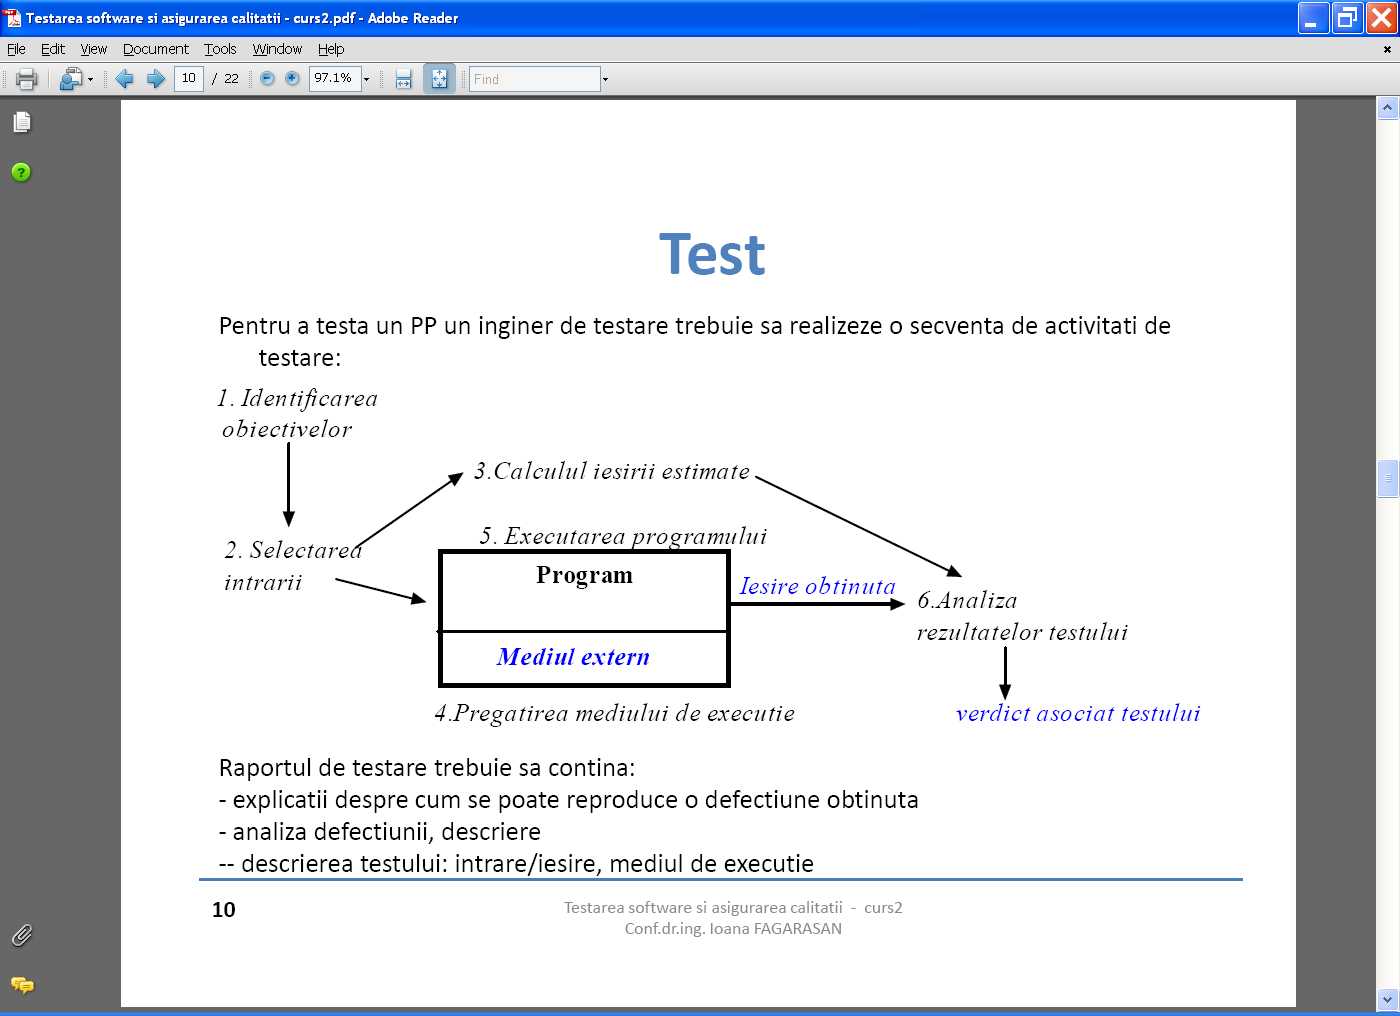 Testarea software si asigurarea calitatii - curs2.pdf - Adobe Reader
File Edit View Document Tools Window Help
10 / 22 97.1% Find
Test
Pentru a testa un PP un inginer de testare trebuie sa realizeze o secventa de activitati de
testare:
1. Identificarea
obiectivelor
3.Calculul iesirii estimate
5. Executarea programului
2. Selectarea
intrarii
Program
Iesire obtinuta
6.Analiza
rezultatelor testului
Mediul extern
4.Pregatirea mediului de executie
verdict asociat testului
Raportul de testare trebuie sa contina:
- explicatii despre cum se poate reproduce o defectiune obtinuta
- analiza defectiunii, descriere
-- descrierea testului: intrare/iesire, mediul de executie
10
Testarea software si asigurarea calitatii - curs2
Conf.dr.ing. Ioana FAGARASAN